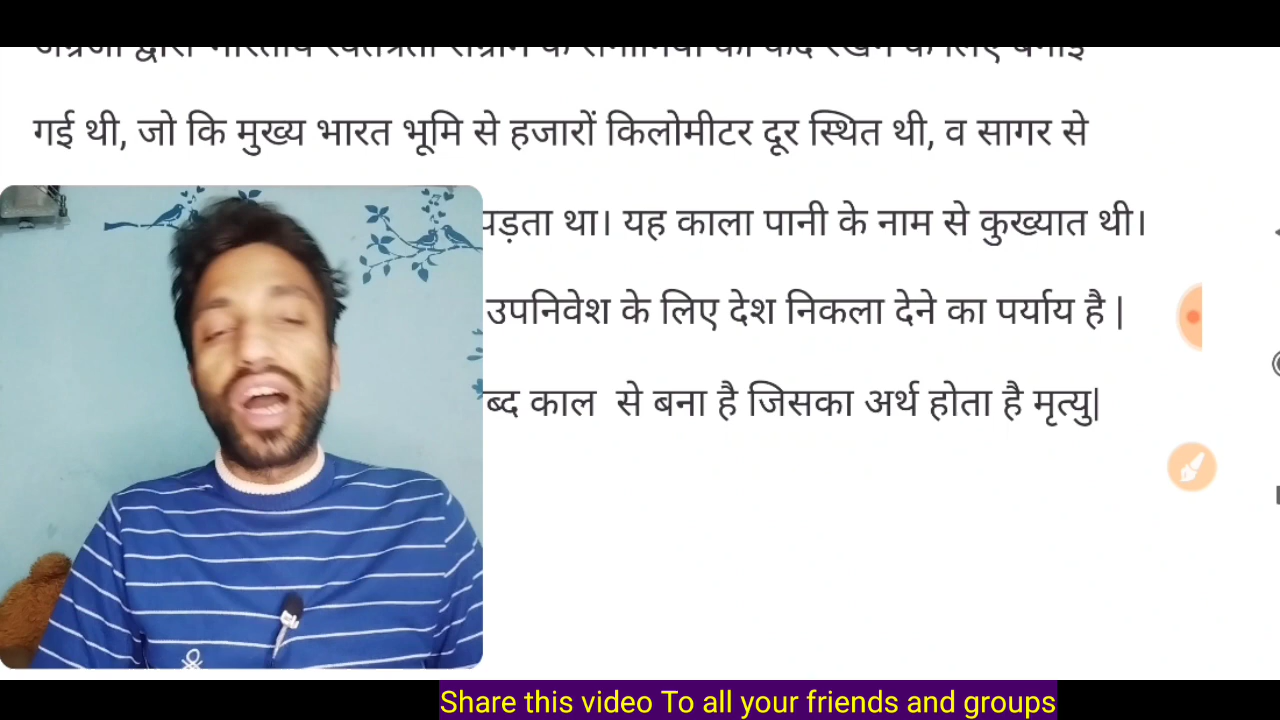 गई थी, जो कि मुख्य भारत भूमि से हजारों किलोमीटर दूर स्थित थी, व सागर से
पड़ता था। यह काला पानी के नाम से कुख्यात थी।
उपनिवेश के लिए देश निकला देने का पर्याय है |
काल से बना है जिसका अर्थ होता है मृत्यु|
Share this video To all your friends and groups